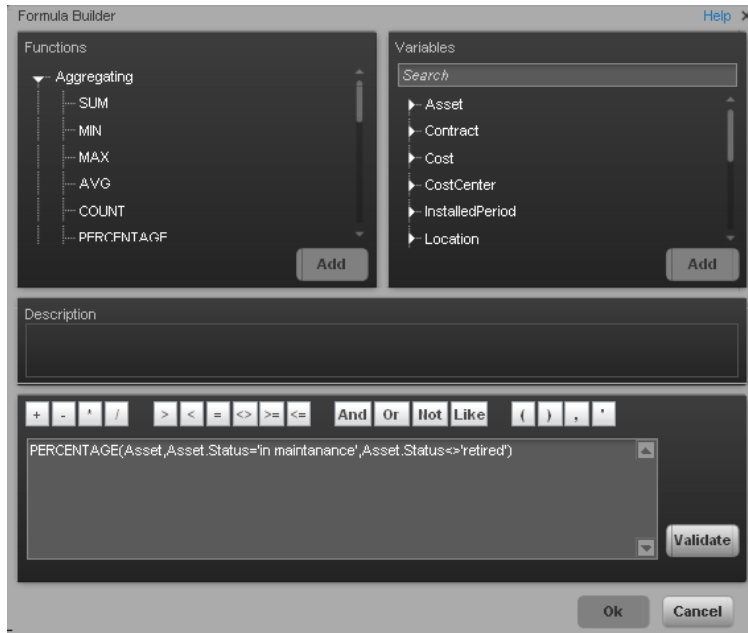 Formula Builder
Help X
Functions
Aggregating
SUM
MIN
MAX
AVG
COUNT
PERCENTAGE
Add
Variables
Search
Asset
Contract
Cost
CostCenter
InstalledPeriod
Location
Add
Description
+ - * / > < = <> >= <= And Or Not Like ( ) , '
PERCENTAGE(Asset,Asset.Status='in maintanance',Asset.Status<>'retired')
Validate
Ok Cancel